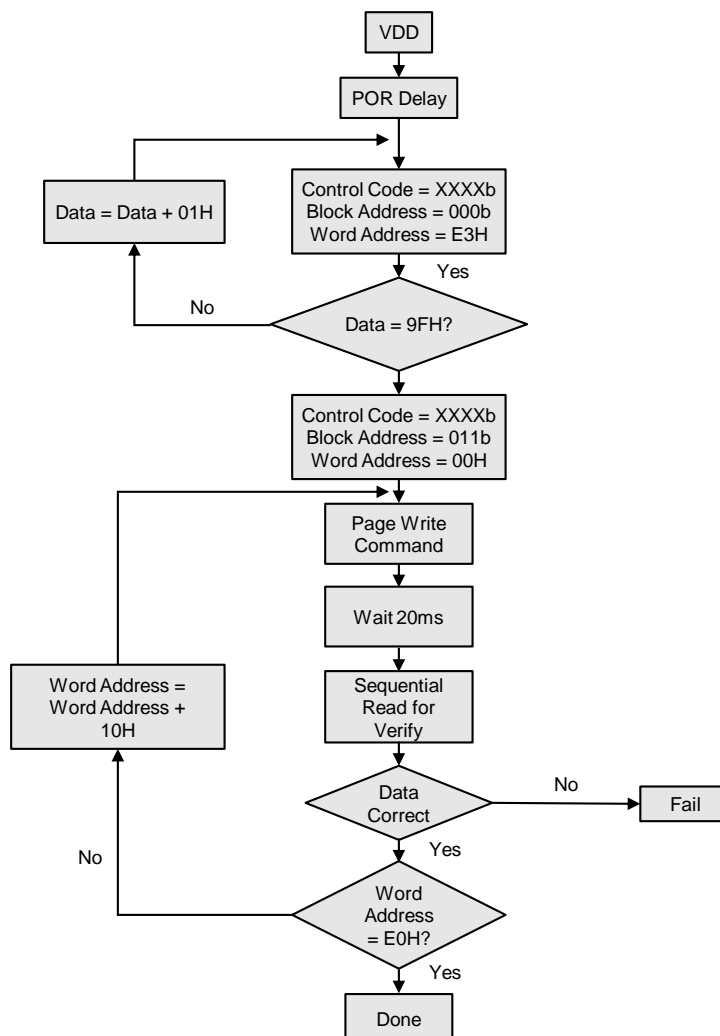 VDD
POR Delay
Data = Data + 01H
Control Code = XXXXb
Block Address = 000b
Word Address = E3H
Yes
No
Data = 9FH?
Control Code = XXXXb
Block Address = 011b
Word Address = 00H
Page Write
Command
Wait 20ms
Word Address =
Word Address +
10H
Sequential
Read for
Verify
Data
Correct
No
Fail
Yes
No
Word
Address
= E0H?
Yes
Done